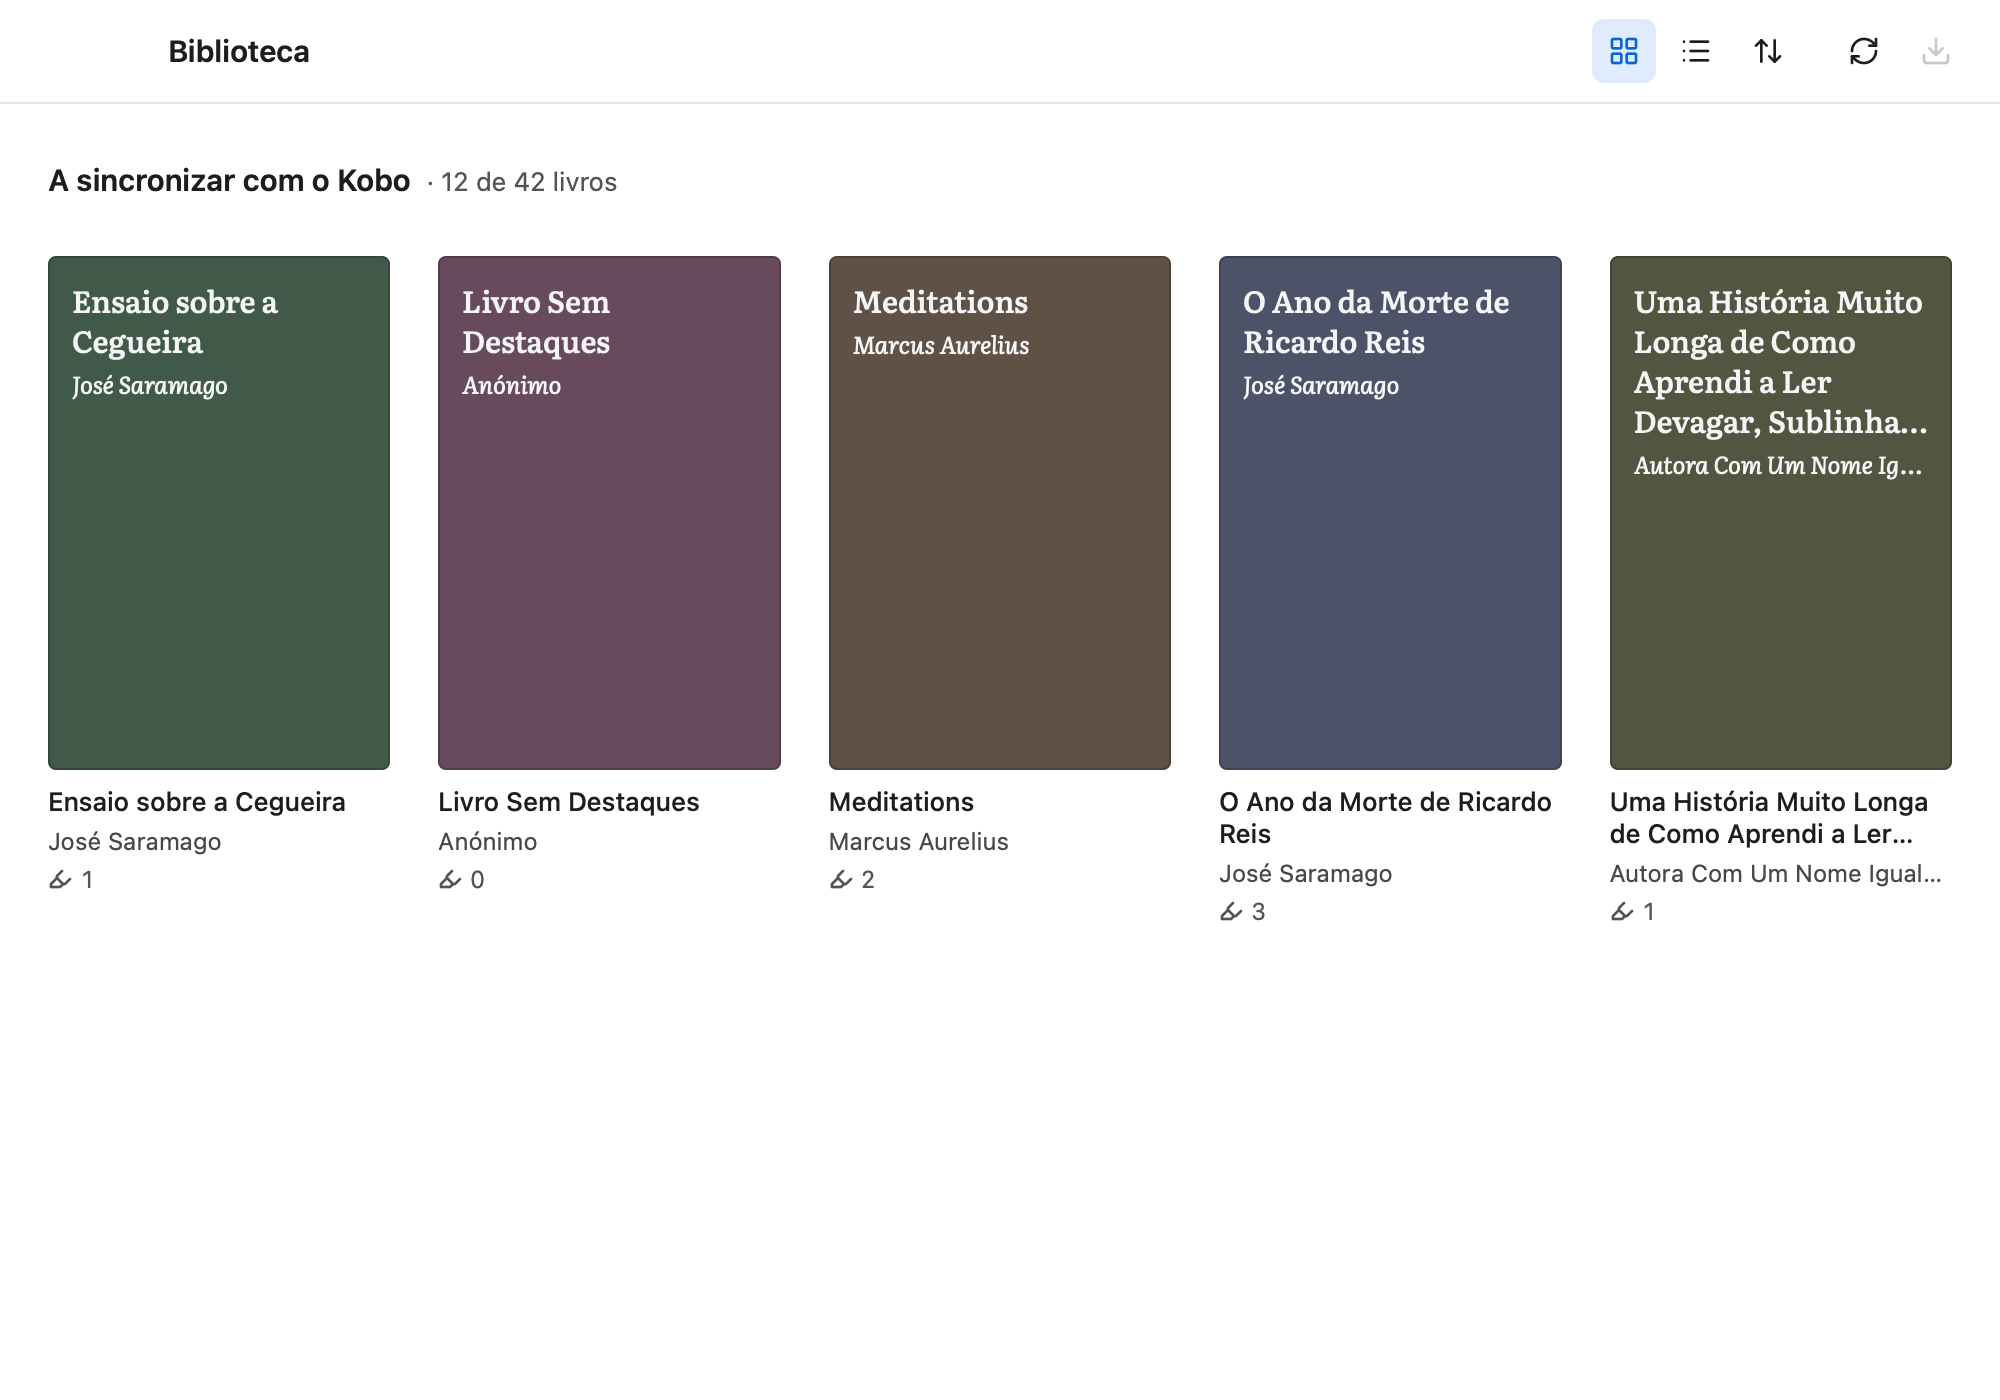 Biblioteca
A sincronizar com o Kobo · 12 de 42 livros
Ensaio sobre a
Cegueira
José Saramago
Livro Sem
Destaques
Anónimo
Meditations
Marcus Aurelius
O Ano da Morte de
Ricardo Reis
José Saramago
Uma História Muito
Longa de Como
Aprendi a Ler
Devagar, Sublinha...
Autora Com Um Nome Ig...
Ensaio sobre a Cegueira
José Saramago
1
Livro Sem Destaques
Anónimo
0
Meditations
Marcus Aurelius
2
O Ano da Morte de Ricardo
Reis
José Saramago
3
Uma História Muito Longa
de Como Aprendi a Ler...
Autora Com Um Nome Igual...
1